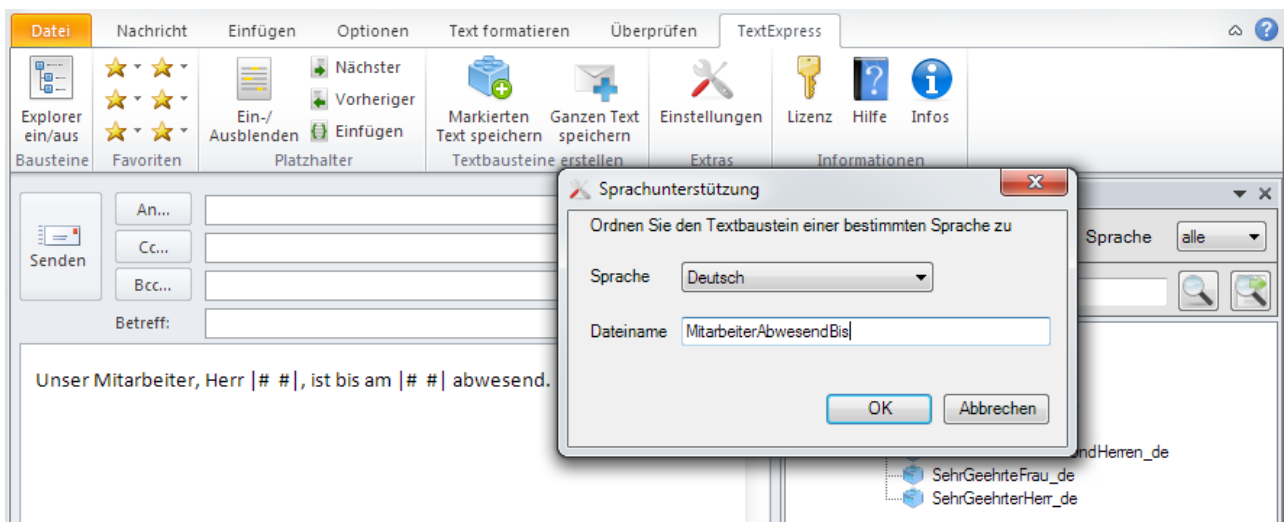 Datei Nachricht Einfügen Optionen Text formatieren Überprüfen TextExpress
Explorer ein/aus
Nächster
Vorheriger
Einfügen
Ein-/ Ausblenden
Markierten Text speichern
Ganzen Text speichern
Einstellungen
Lizenz
Hilfe
Infos
Bausteine Favoriten Platzhalter Textbausteine erstellen Extras Informationen
Sprachunterstützung
Ordnen Sie den Textbaustein einer bestimmten Sprache zu
Sprache Deutsch
Dateiname MitarbeiterAbwesendBis
OK Abbrechen
Senden
An...
Cc...
Bcc...
Betreff:
Sprache alle
Unser Mitarbeiter, Herr |# #|, ist bis am |# #| abwesend.
ndHerren_de
SehrGeehrteFrau_de
SehrGeehrterHerr_de